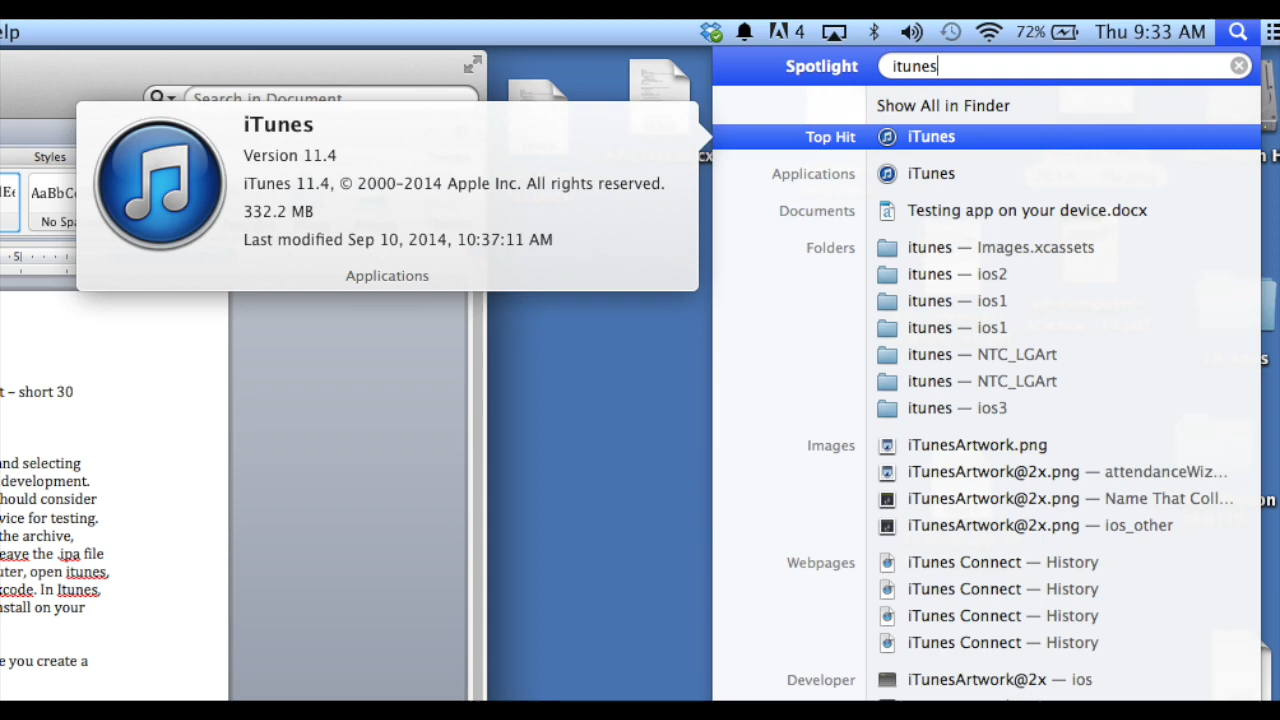 elp
4
72%
Thu 9:33 AM
Spotlight
itunes
Search in Document
Show All in Finder
Top Hit
iTunes
Applications
iTunes
Documents
Testing app on your device.docx
Folders
itunes — Images.xcassets
itunes — ios2
itunes — ios1
itunes — ios1
itunes — NTC_LGArt
itunes — NTC_LGArt
itunes — ios3
Images
iTunesArtwork.png
iTunesArtwork@2x.png — attendanceWiz...
iTunesArtwork@2x.png — Name That Coll...
iTunesArtwork@2x.png — ios_other
Webpages
iTunes Connect — History
iTunes Connect — History
iTunes Connect — History
iTunes Connect — History
Developer
iTunesArtwork@2x — ios
iTunes
Version 11.4
iTunes 11.4, © 2000–2014 Apple Inc. All rights reserved.
332.2 MB
Last modified Sep 10, 2014, 10:37:11 AM
Applications
Styles
AaBbC
No Spa
5
t – short 30
nd selecting
development.
hould consider
vice for testing.
the archive,
eave the .ipa file
uter, open itunes,
xcode. In Itunes,
nstall on your
e you create a